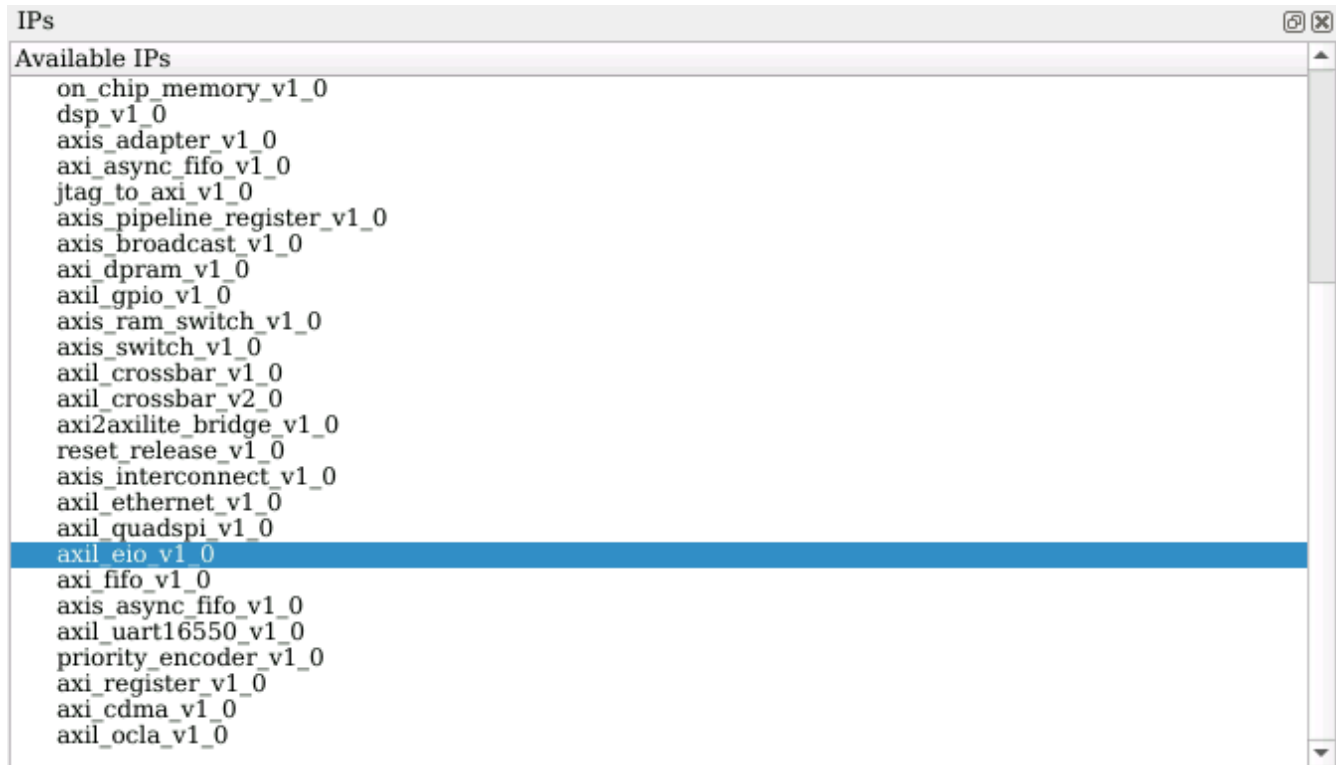 IPs
Available IPs
on_chip_memory_v1_0
dsp_v1_0
axis_adapter_v1_0
axi_async_fifo_v1_0
jtag_to_axi_v1_0
axis_pipeline_register_v1_0
axis_broadcast_v1_0
axi_dpram_v1_0
axil_gpio_v1_0
axis_ram_switch_v1_0
axis_switch_v1_0
axil_crossbar_v1_0
axil_crossbar_v2_0
axi2axilite_bridge_v1_0
reset_release_v1_0
axis_interconnect_v1_0
axil_ethernet_v1_0
axil_quadspi_v1_0
axil_eio_v1_0
axi_fifo_v1_0
axis_async_fifo_v1_0
axil_uart16550_v1_0
priority_encoder_v1_0
axi_register_v1_0
axi_cdma_v1_0
axil_ocla_v1_0